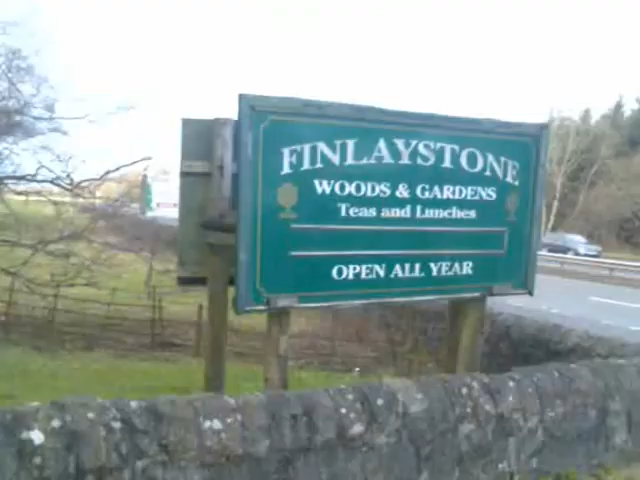 FINLAYSTONE
WOODS & GARDENS
Teas and Lunches
OPEN ALL YEAR